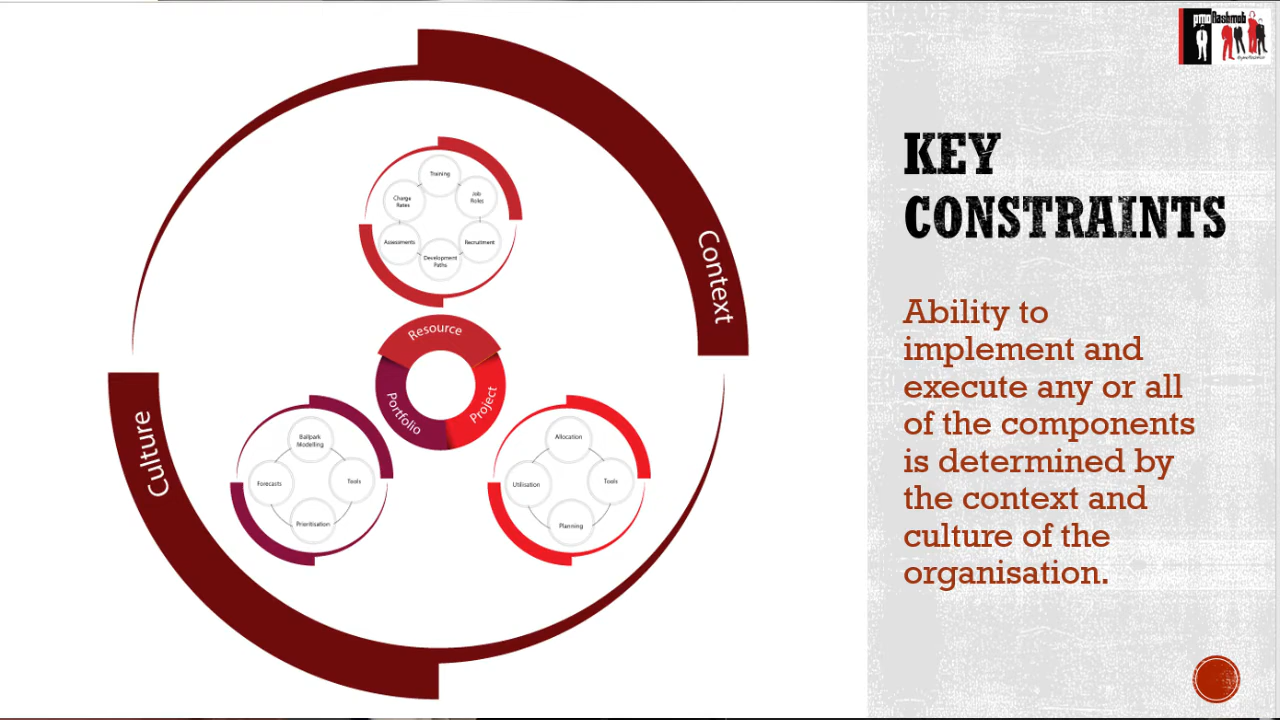 pmoflashmob
KEY
CONSTRAINTS
Ability to
implement and
execute any or all
of the components
is determined by
the context and
culture of the
organisation.
Context
Culture
Training
Job
Roles
Recruitment
Development
Paths
Assessments
Charge
Rates
Resource
Project
Portfolio
Ballpark
Modelling
Tools
Prioritisation
Forecasts
Allocation
Tools
Planning
Utilisation